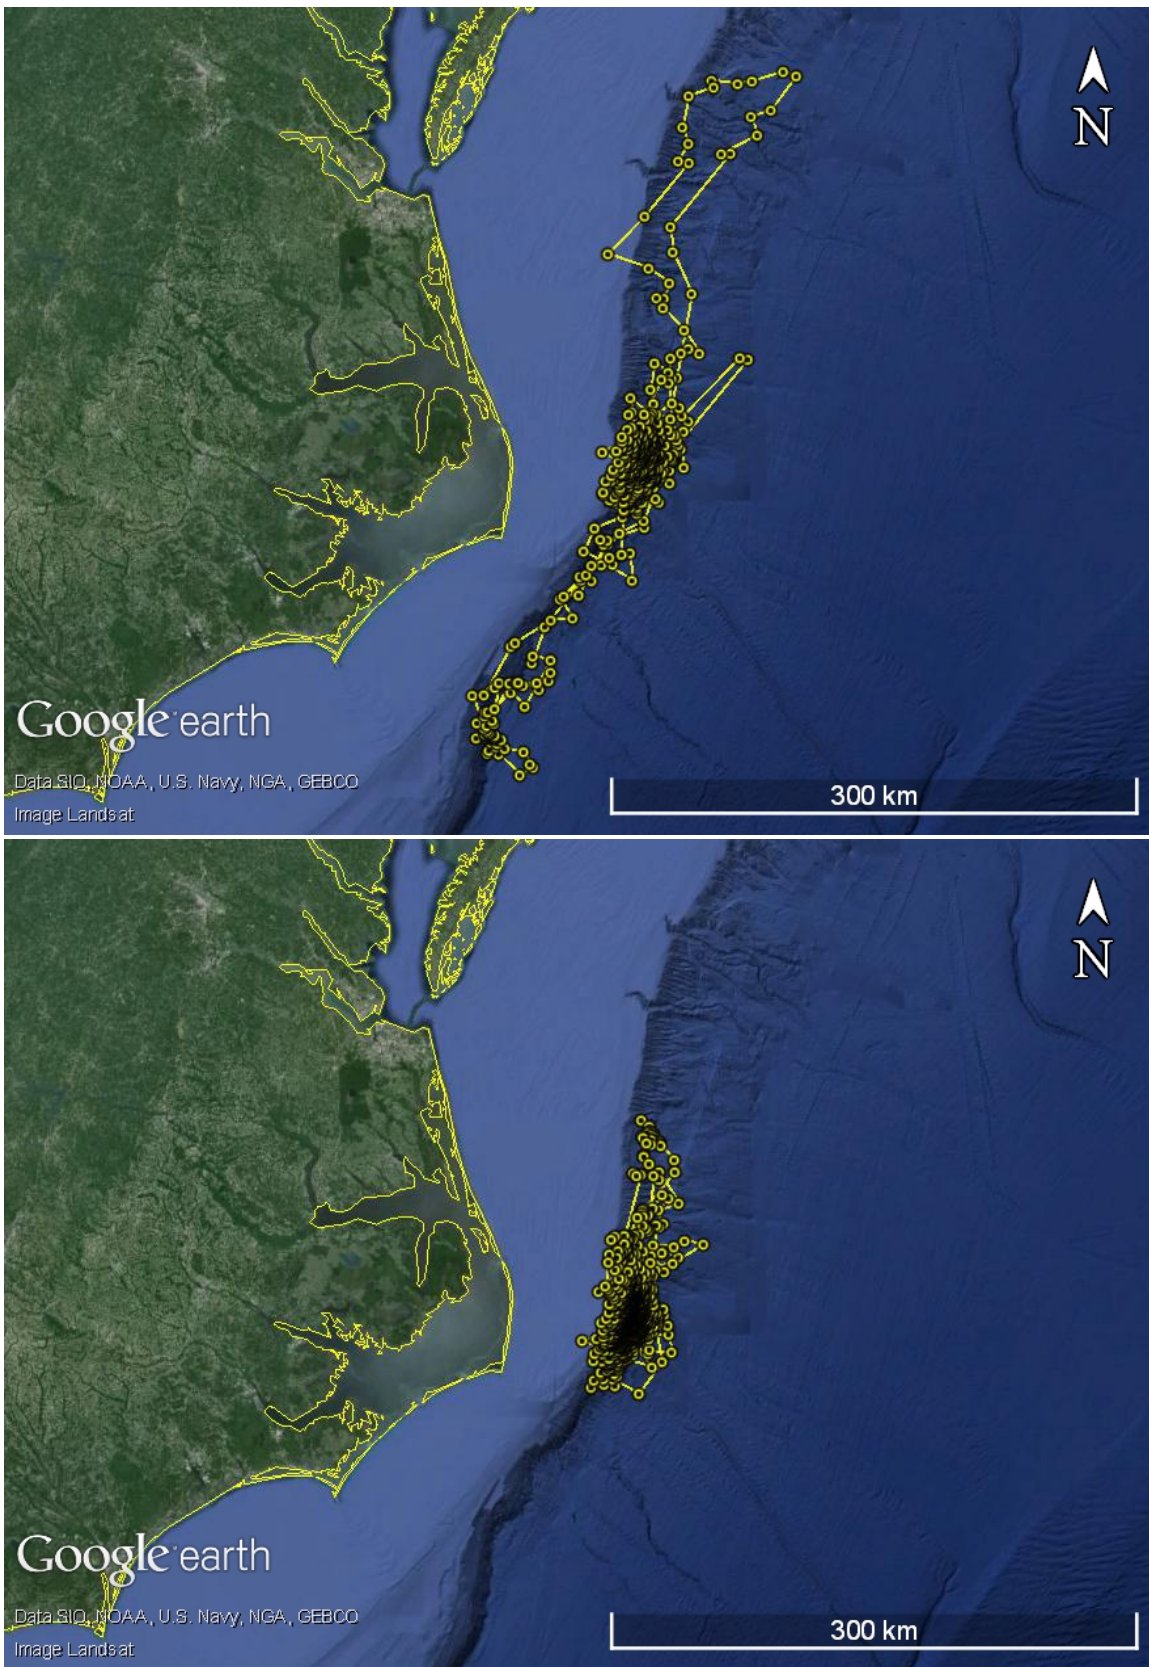 N
Google earth
Data SIO, NOAA, U.S. Navy, NGA, GEBCO
Image Landsat
300 km
N
Google earth
Data SIO, NOAA, U.S. Navy, NGA, GEBCO
Image Landsat
300 km